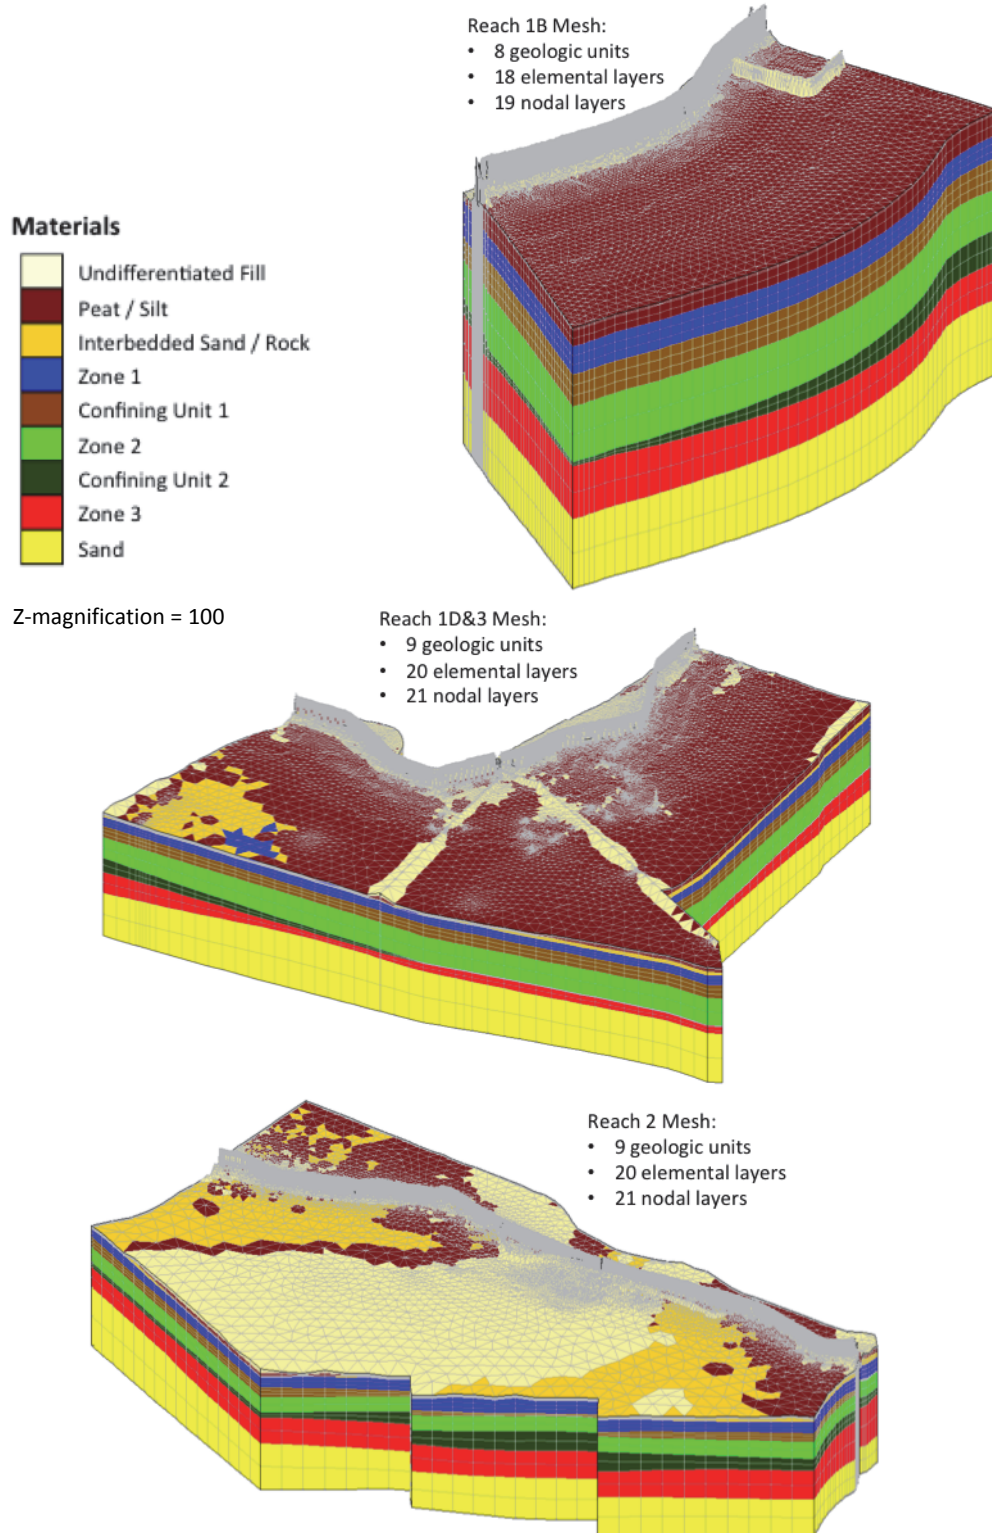 Reach 1B Mesh:
• 8 geologic units
• 18 elemental layers
• 19 nodal layers
Materials
Undifferentiated Fill
Peat / Silt
Interbedded Sand / Rock
Zone 1
Confining Unit 1
Zone 2
Confining Unit 2
Zone 3
Sand
Z-magnification = 100
Reach 1D&3 Mesh:
• 9 geologic units
• 20 elemental layers
• 21 nodal layers
Reach 2 Mesh:
• 9 geologic units
• 20 elemental layers
• 21 nodal layers